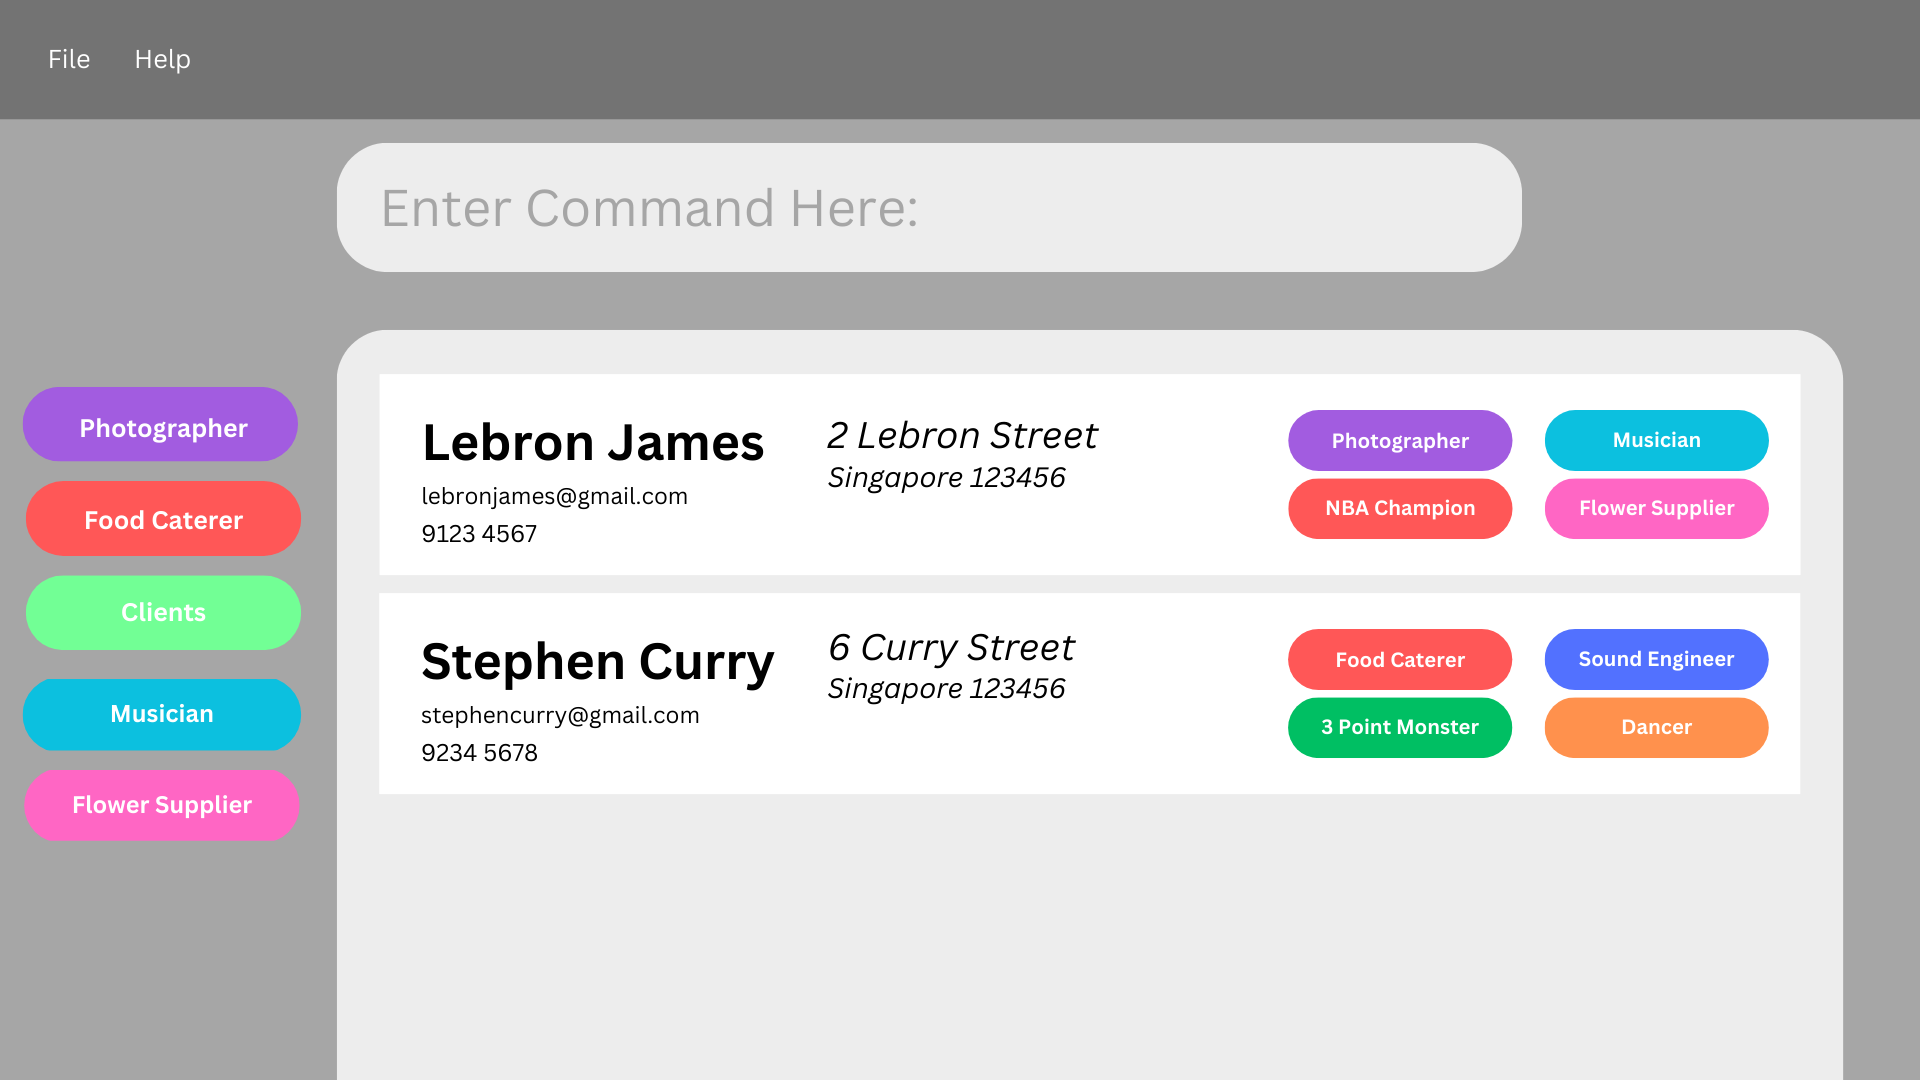 File Help
Enter Command Here:
Photographer
Food Caterer
Clients
Musician
Flower Supplier
Lebron James
lebronjames@gmail.com
9123 4567
2 Lebron Street
Singapore 123456
Photographer
Musician
NBA Champion
Flower Supplier
Stephen Curry
stephencurry@gmail.com
9234 5678
6 Curry Street
Singapore 123456
Food Caterer
Sound Engineer
3 Point Monster
Dancer